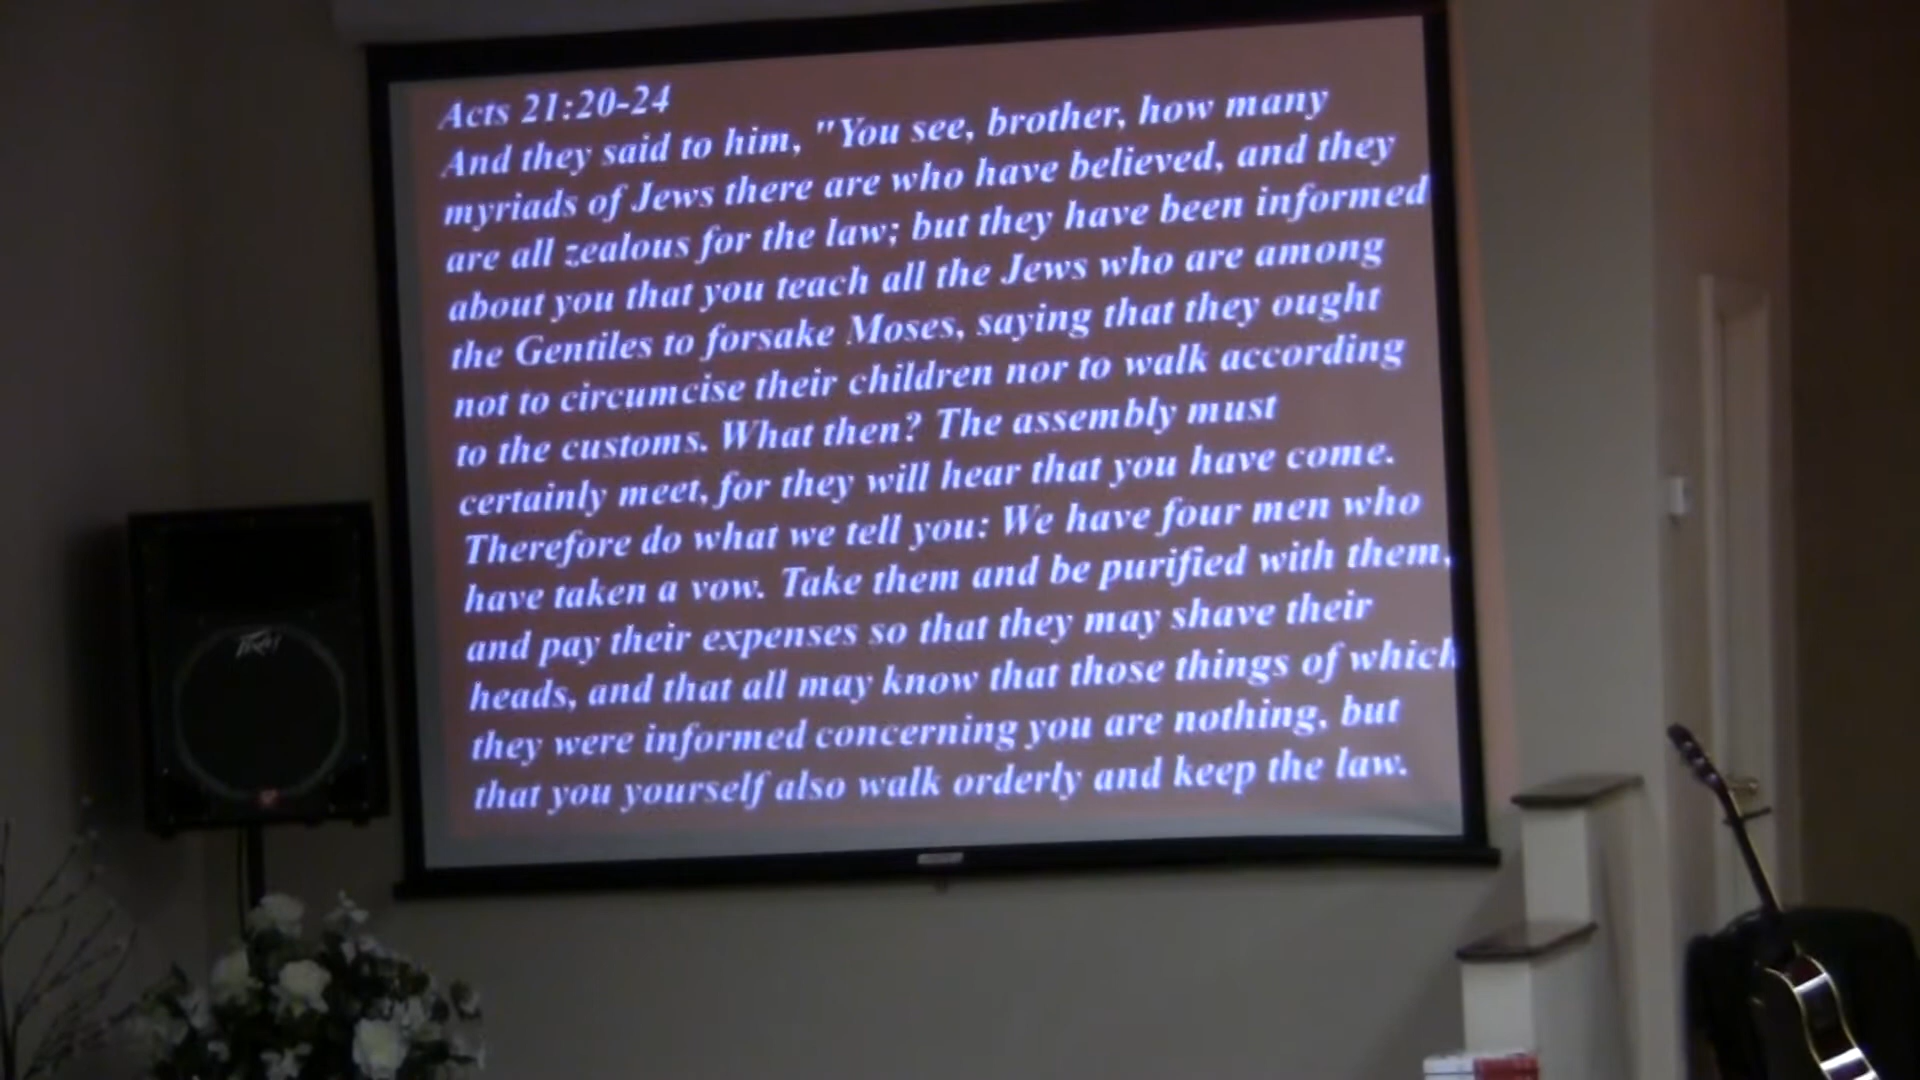 Acts 21:20-24
And they said to him, "You see, brother, how many
myriads of Jews there are who have believed, and they
are all zealous for the law; but they have been informed
about you that you teach all the Jews who are among
the Gentiles to forsake Moses, saying that they ought
not to circumcise their children nor to walk according
to the customs. What then? The assembly must
certainly meet, for they will hear that you have come.
Therefore do what we tell you: We have four men who
have taken a vow. Take them and be purified with them,
and pay their expenses so that they may shave their
heads, and that all may know that those things of which
they were informed concerning you are nothing, but
that you yourself also walk orderly and keep the law.
PEAVEY